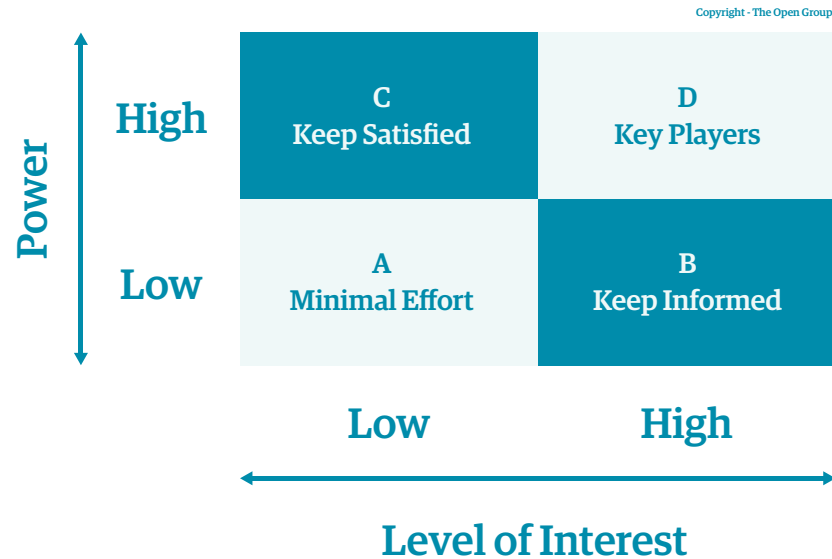 Copyright - The Open Group
Power
High
C
Keep Satisfied
D
Key Players
Low
A
Minimal Effort
B
Keep Informed
Low
High
Level of Interest